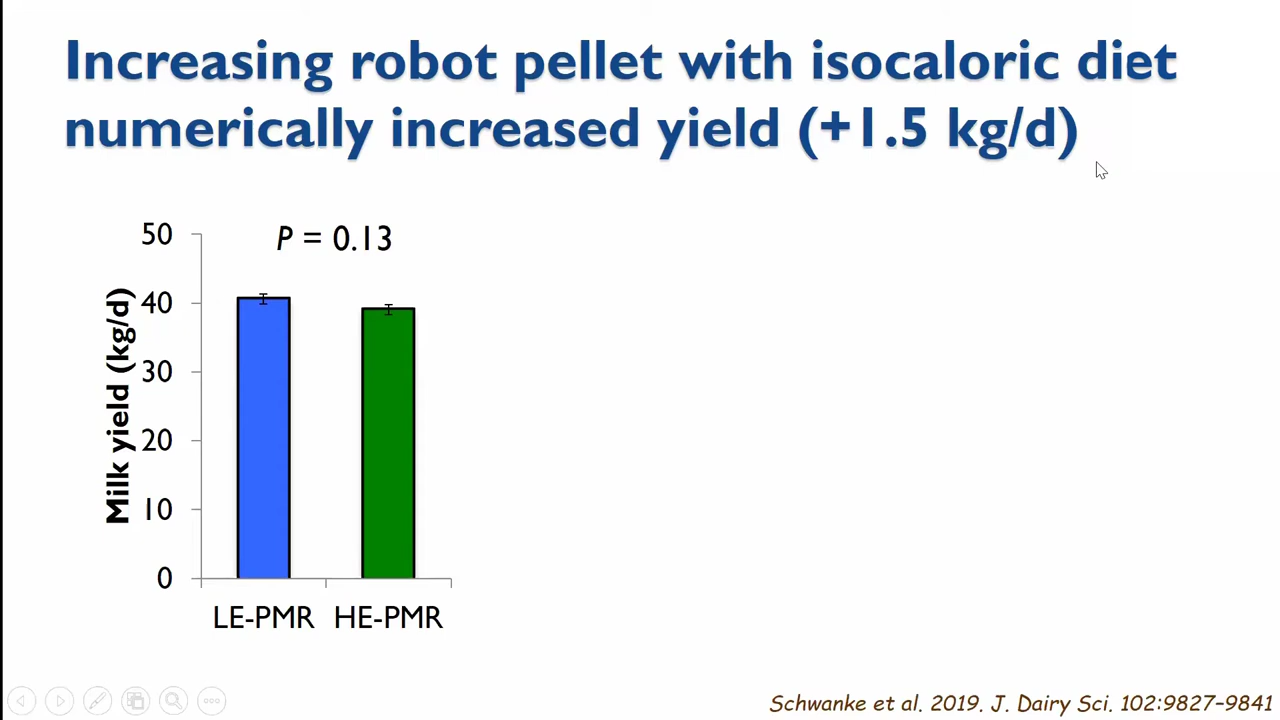 Increasing robot pellet with isocaloric diet
numerically increased yield (+1.5 kg/d)
P = 0.13
Milk yield (kg/d)
50
40
30
20
10
0
LE-PMR HE-PMR
Schwanke et al. 2019. J. Dairy Sci. 102:9827–9841